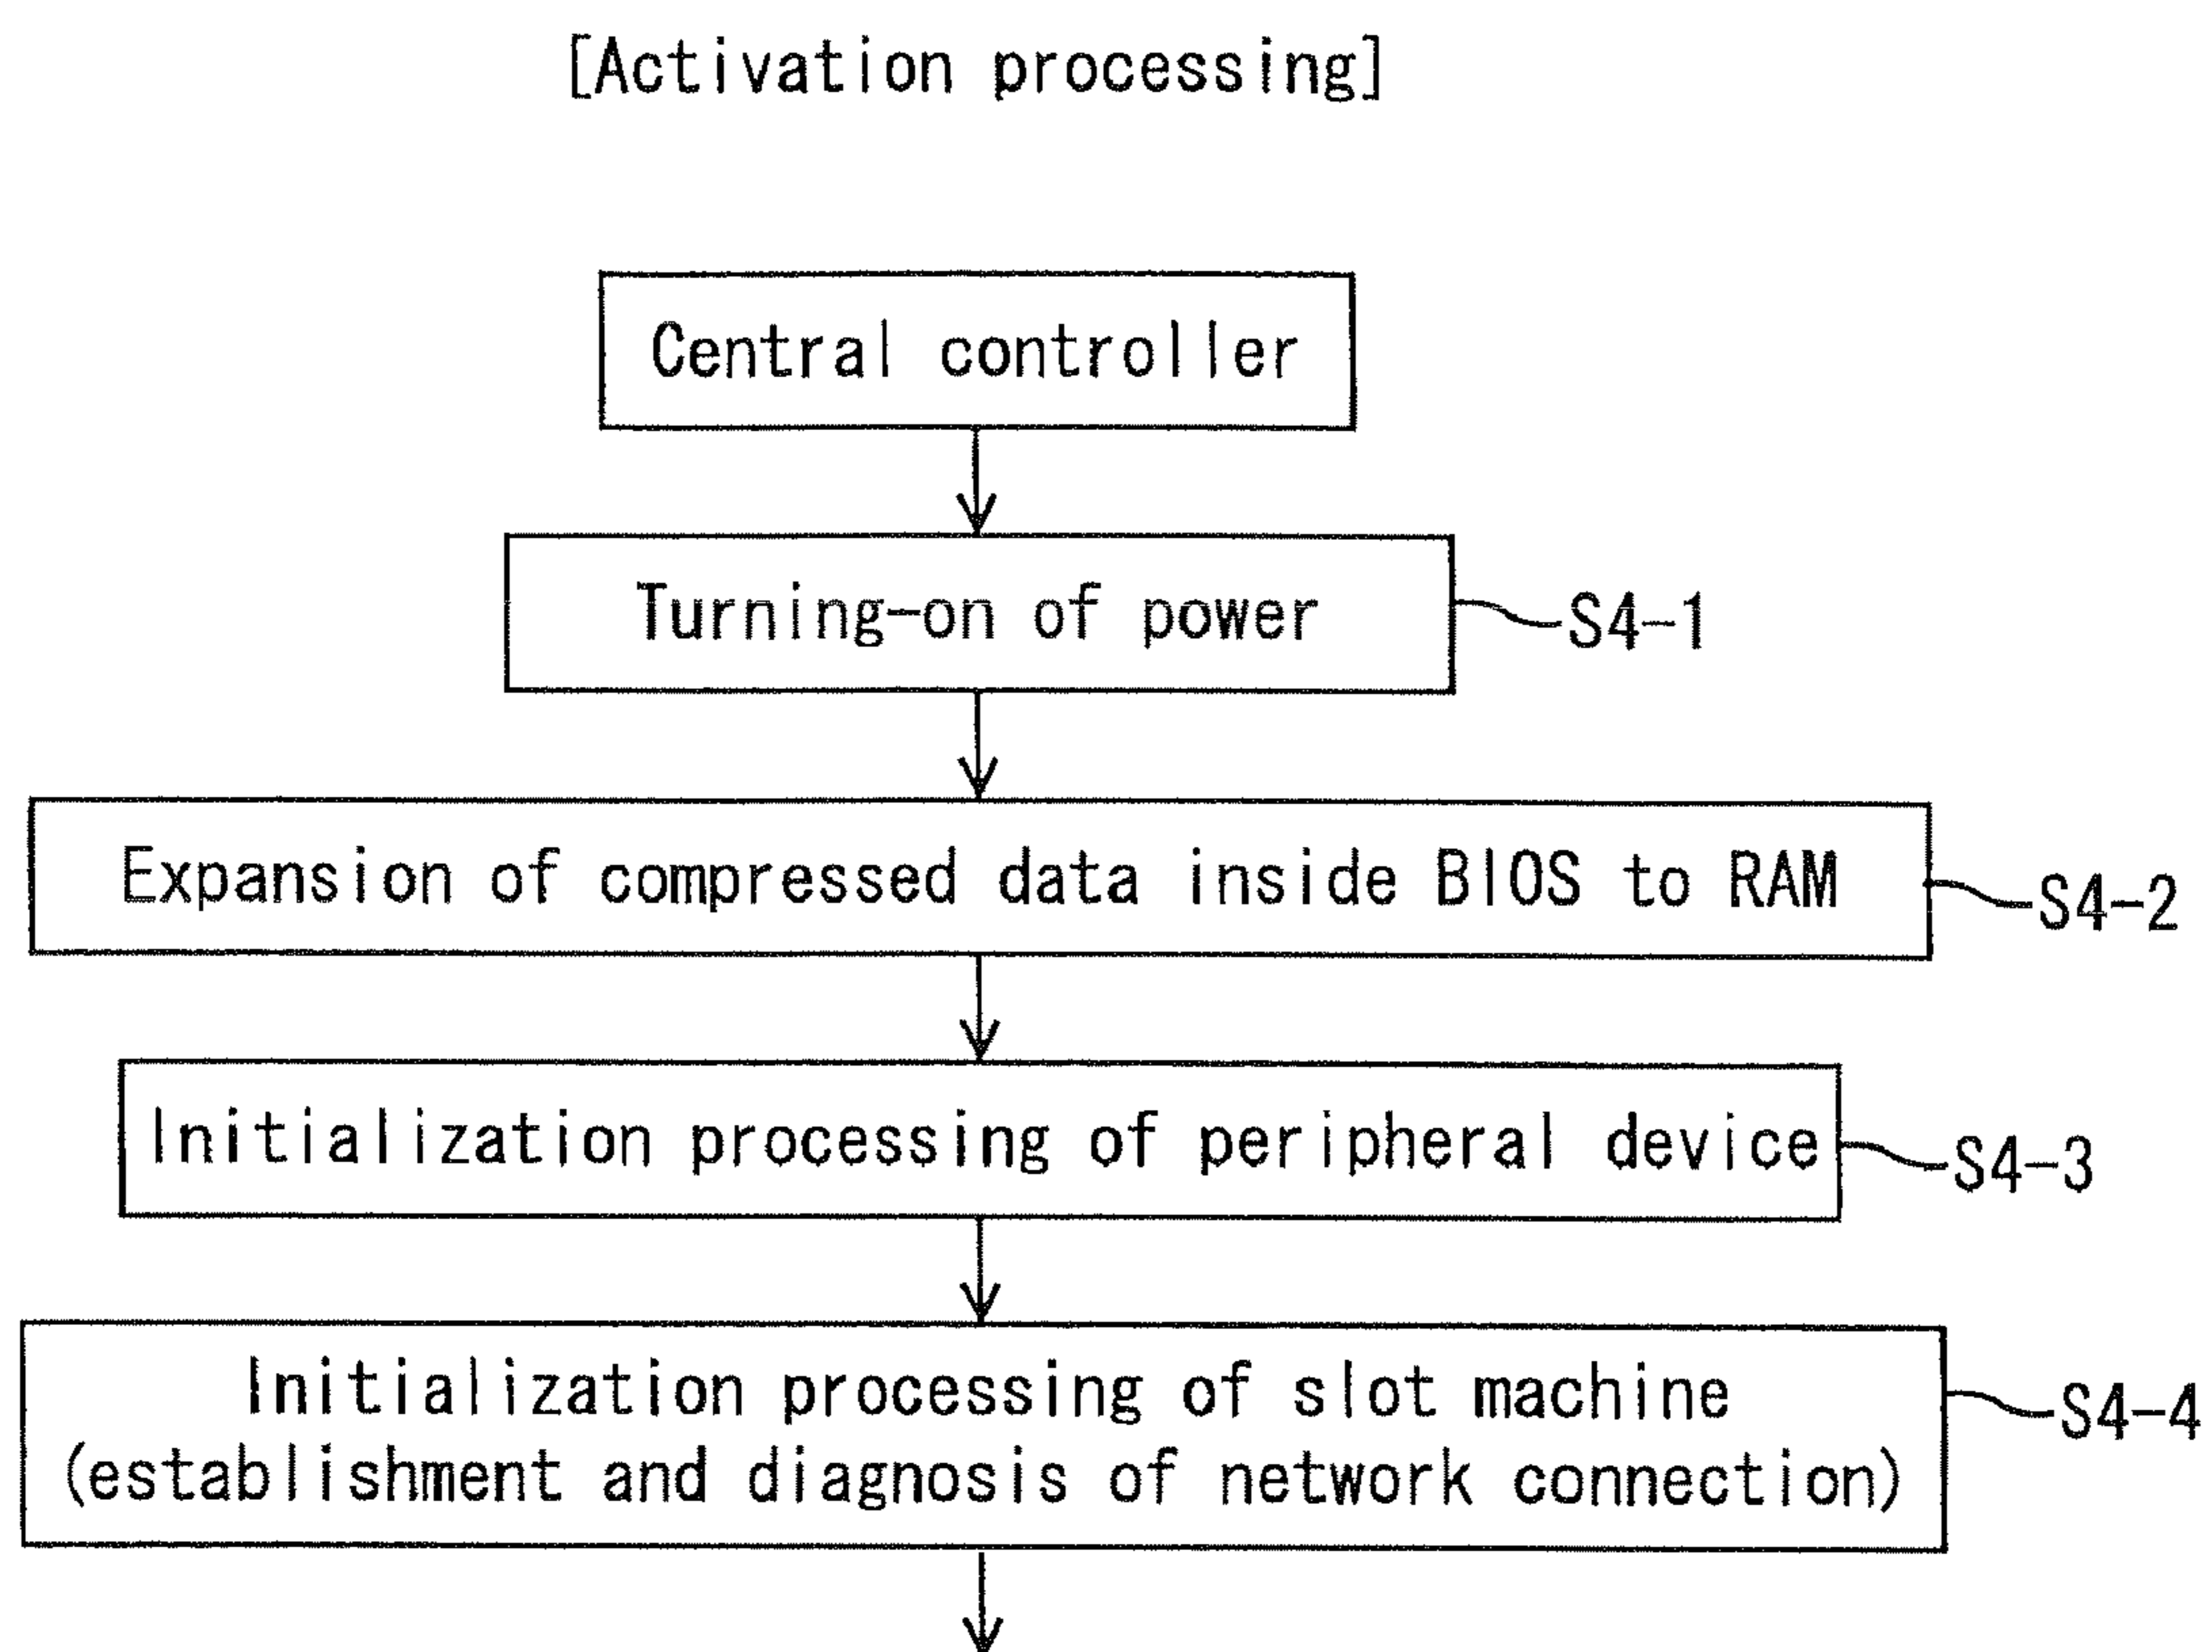 [Activation processing]
Central controller
Turning-on of power
S4-1
Expansion of compressed data inside BIOS to RAM
S4-2
Initialization processing of peripheral device
S4-3
Initialization processing of slot machine
(establishment and diagnosis of network connection)
S4-4